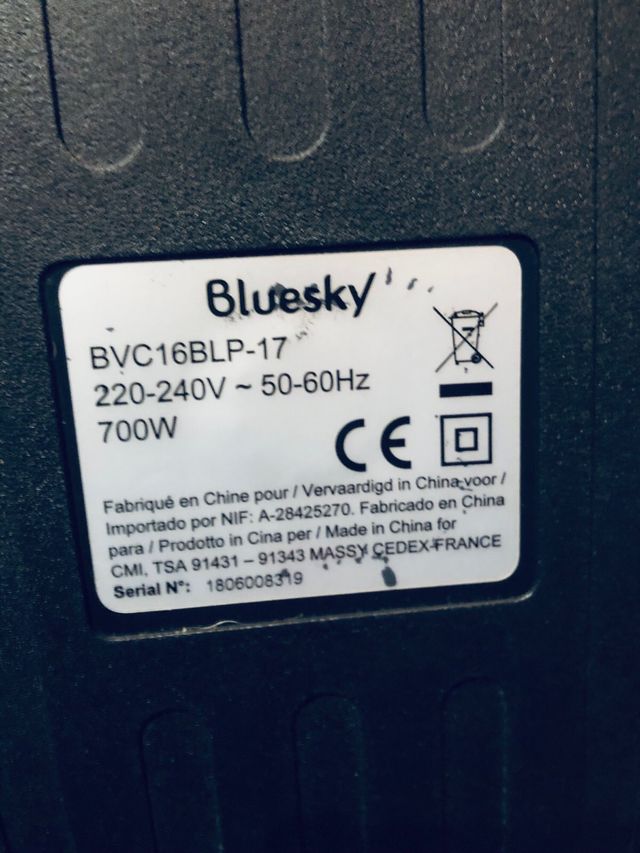 Bluesky
BVC16BLP-17
220-240V ~ 50-60Hz
700W
CE
Fabriqué en Chine pour / Vervaardigd in China voor /
Importado por NIF: A-28425270. Fabricado en China
para / Prodotto in Cina per / Made in China for
CMI, TSA 91431 – 91343 MASSY CEDEX-FRANCE
Serial N°: 1806008319